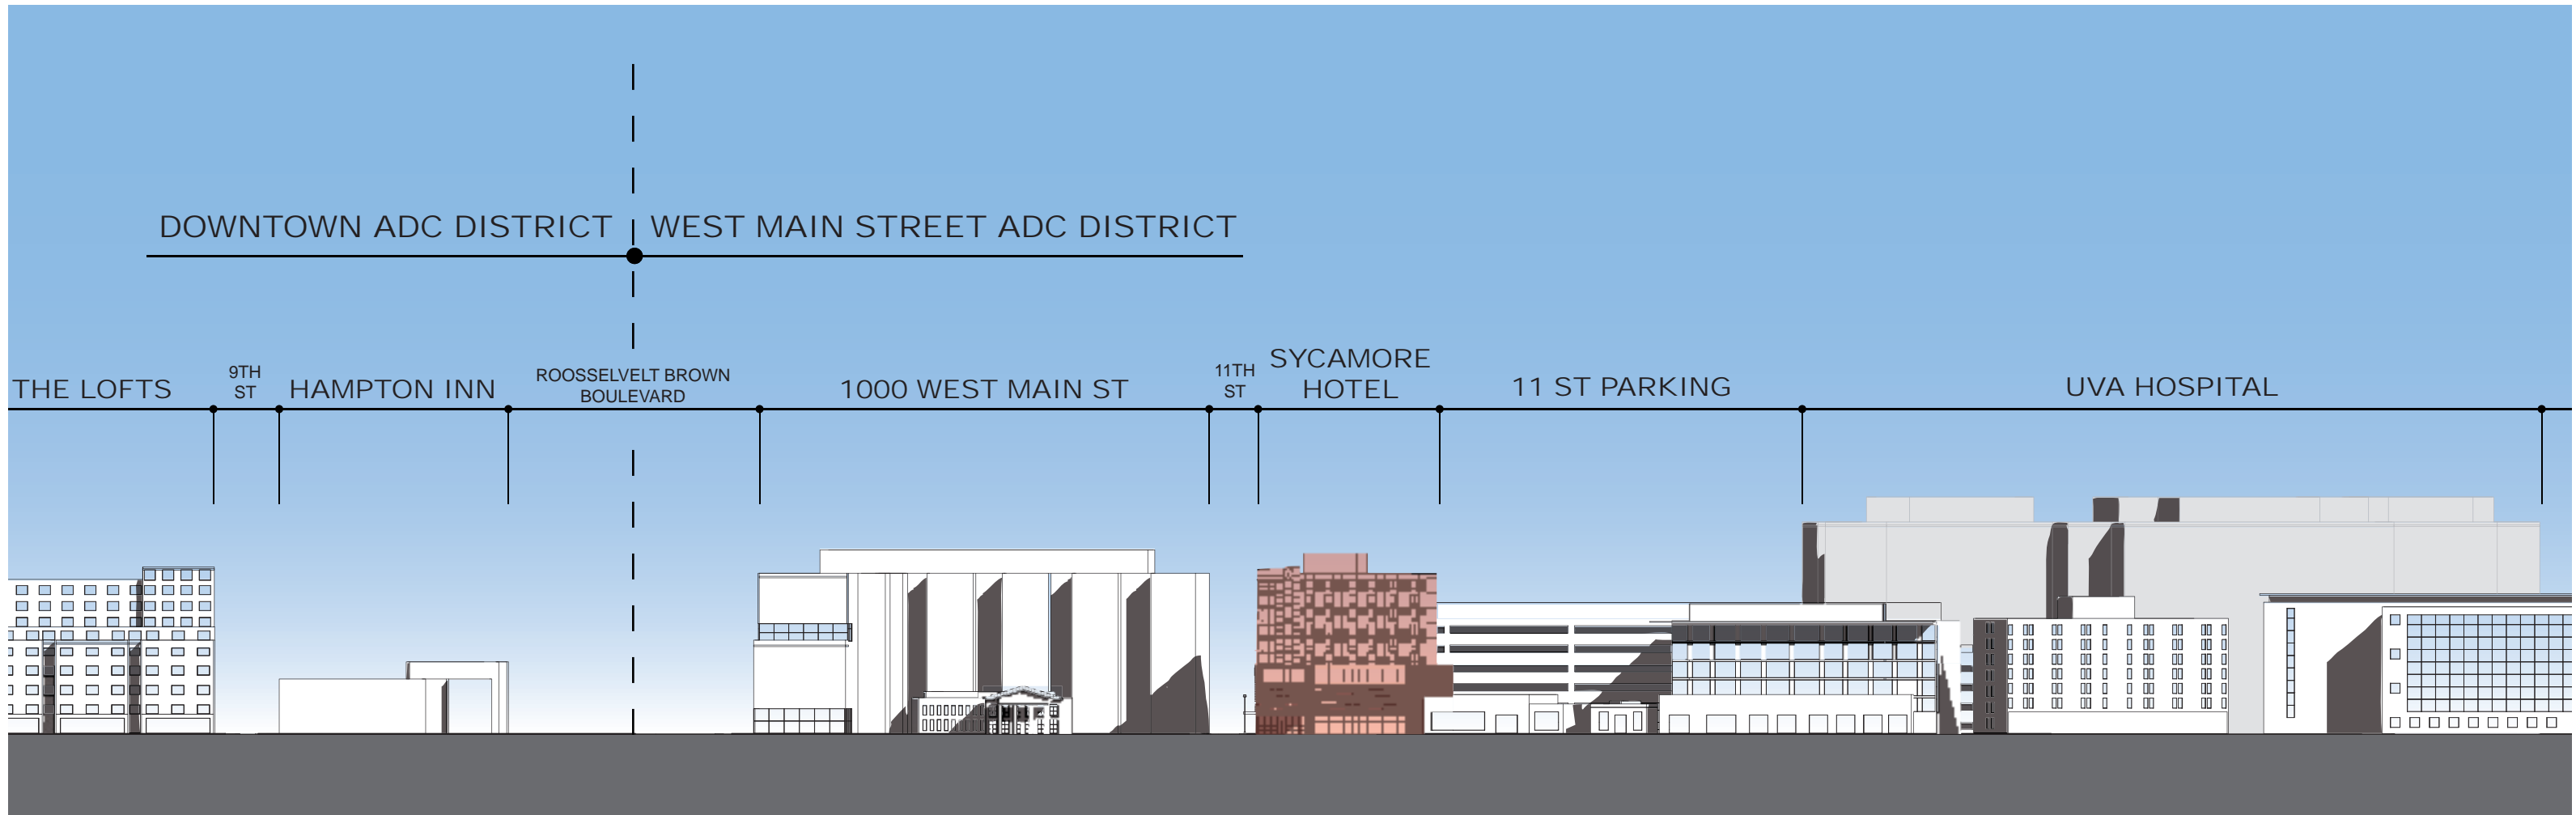 DOWNTOWN ADC DISTRICT
WEST MAIN STREET ADC DISTRICT
THE LOFTS
9TH
ST
HAMPTON INN
ROOSSELVELT BROWN
BOULEVARD
1000 WEST MAIN ST
11TH
ST
SYCAMORE
HOTEL
11 ST PARKING
UVA HOSPITAL